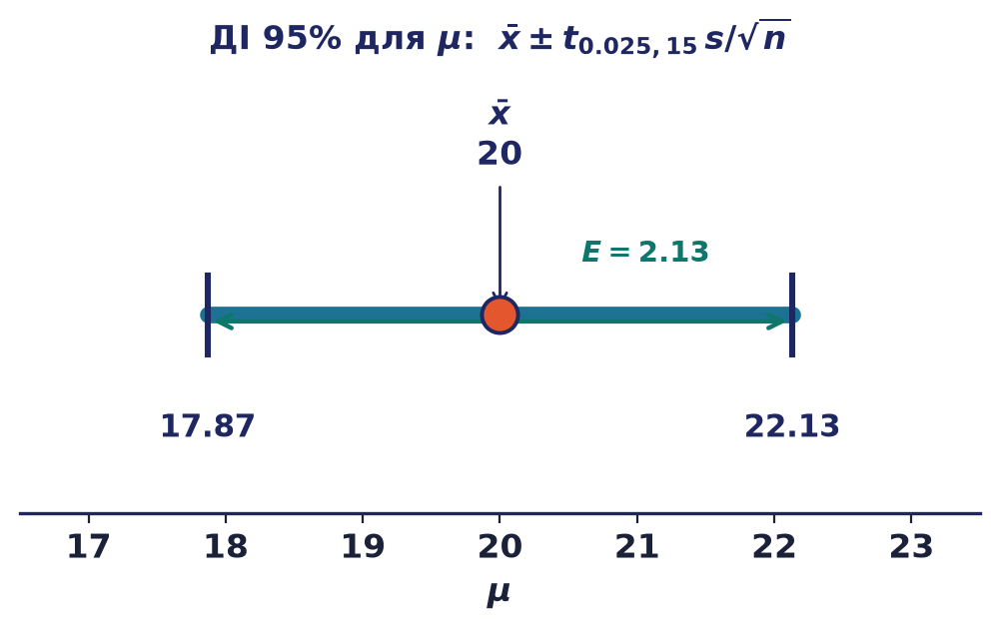 ДІ 95% для μ: x̄ ± t₀.₀₂₅, ₁₅ s/√n
x̄
20
E = 2.13
17.87 22.13
17 18 19 20 21 22 23
μ